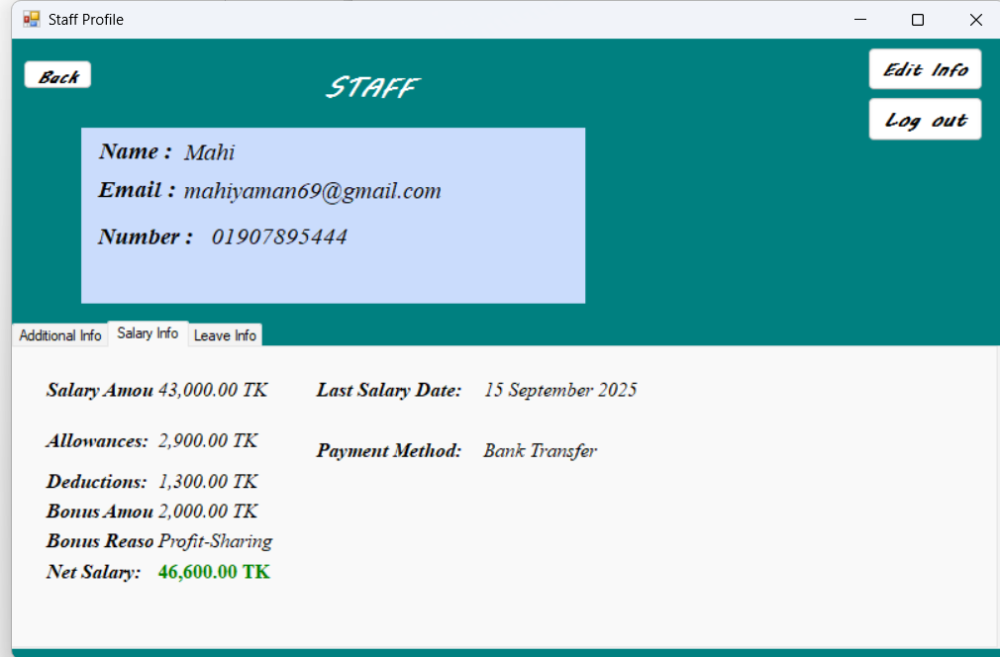 Staff Profile
Back
STAFF
Edit Info
Log out
Name : Mahi
Email : mahiyaman69@gmail.com
Number : 01907895444
Additional Info Salary Info Leave Info
Salary Amou 43,000.00 TK Last Salary Date: 15 September 2025
Allowances: 2,900.00 TK Payment Method: Bank Transfer
Deductions: 1,300.00 TK
Bonus Amou 2,000.00 TK
Bonus Reaso Profit-Sharing
Net Salary: 46,600.00 TK